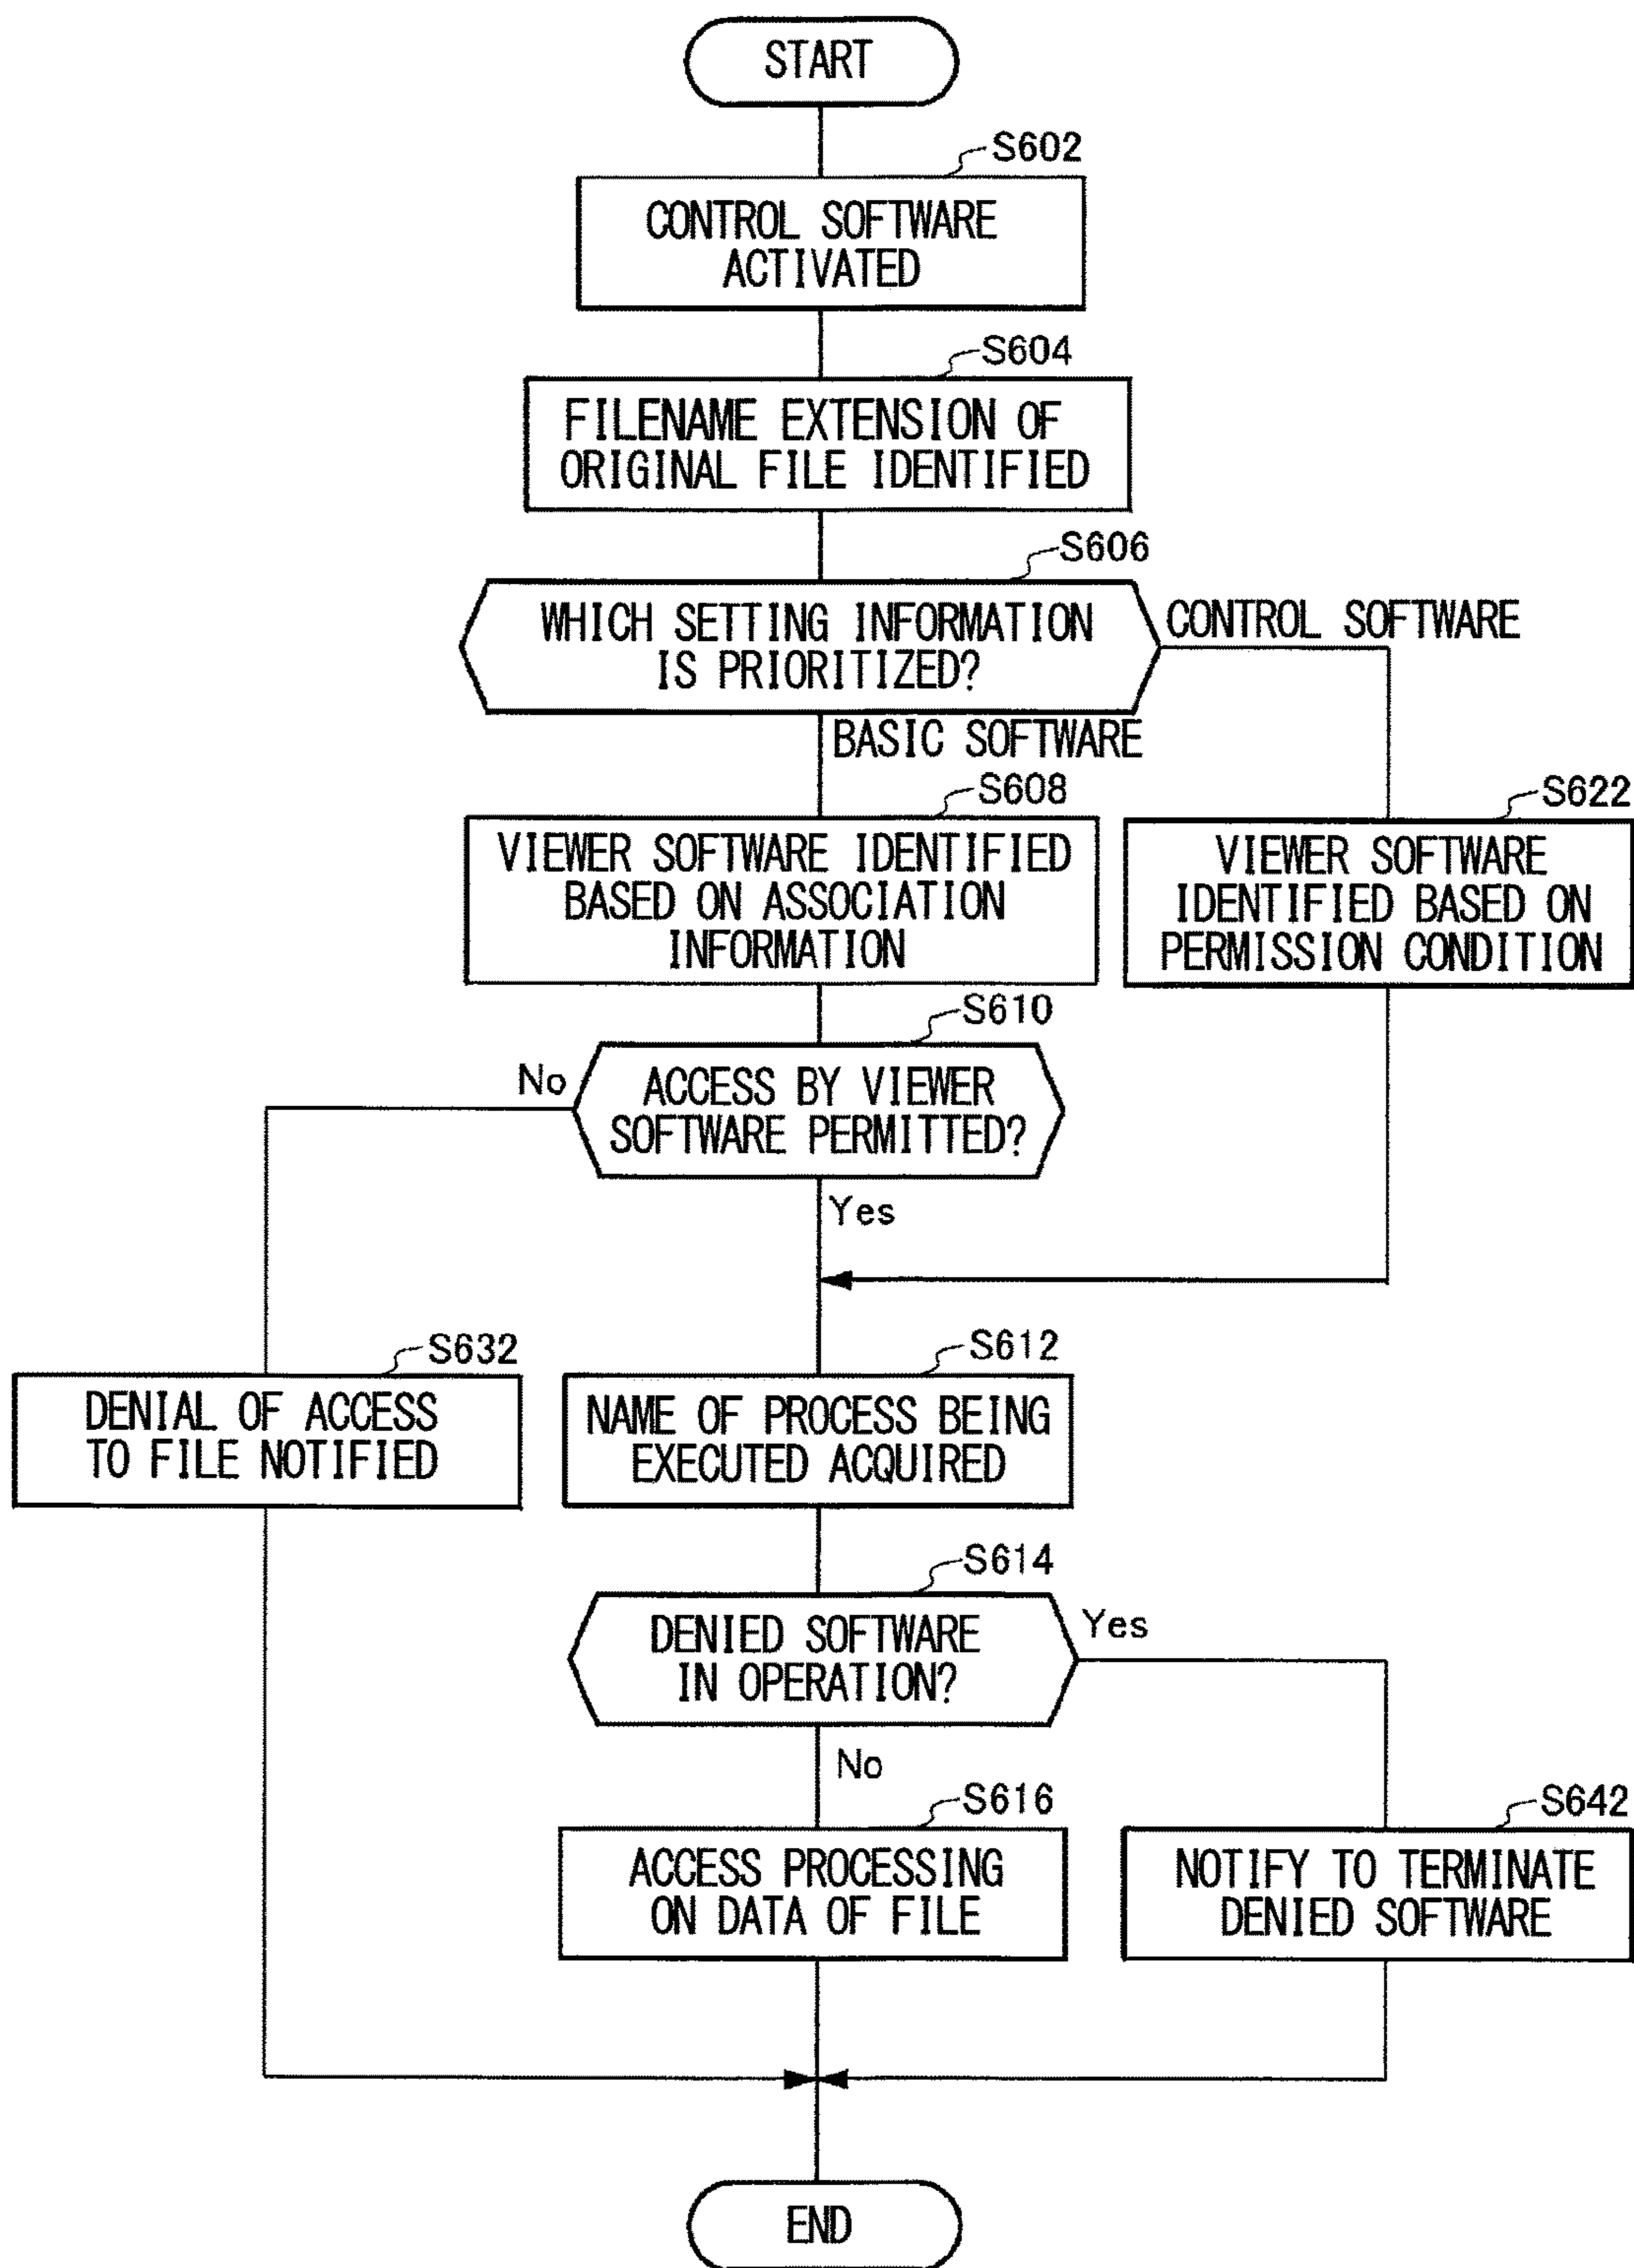 START
S602
CONTROL SOFTWARE
ACTIVATED
S604
FILENAME EXTENSION OF
ORIGINAL FILE IDENTIFIED
S606
WHICH SETTING INFORMATION
IS PRIORITIZED?
CONTROL SOFTWARE
BASIC SOFTWARE
S608
VIEWER SOFTWARE IDENTIFIED
BASED ON ASSOCIATION
INFORMATION
S622
VIEWER SOFTWARE
IDENTIFIED BASED ON
PERMISSION CONDITION
S610
No
ACCESS BY VIEWER
SOFTWARE PERMITTED?
Yes
S632
DENIAL OF ACCESS
TO FILE NOTIFIED
S612
NAME OF PROCESS BEING
EXECUTED ACQUIRED
S614
DENIED SOFTWARE
IN OPERATION?
Yes
No
S616
ACCESS PROCESSING
ON DATA OF FILE
S642
NOTIFY TO TERMINATE
DENIED SOFTWARE
END